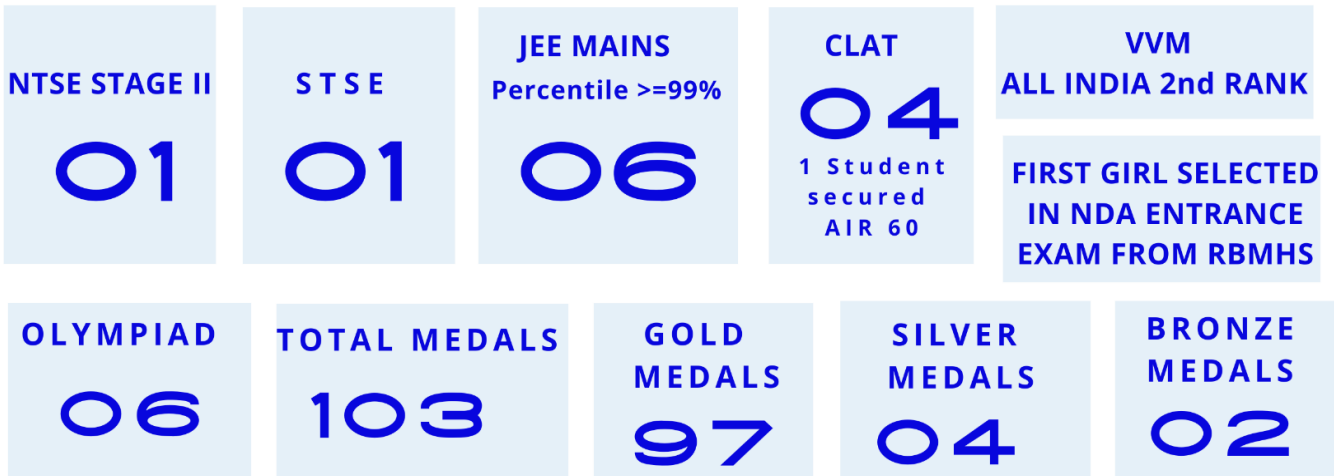 NTSE STAGE II
01
STSE
01
JEE MAINS
Percentile >=99%
06
CLAT
04
1 Student
secured
AIR 60
VVM
ALL INDIA 2nd RANK
FIRST GIRL SELECTED
IN NDA ENTRANCE
EXAM FROM RBMHS
OLYMPIAD
06
TOTAL MEDALS
103
GOLD
MEDALS
97
SILVER
MEDALS
04
BRONZE
MEDALS
02